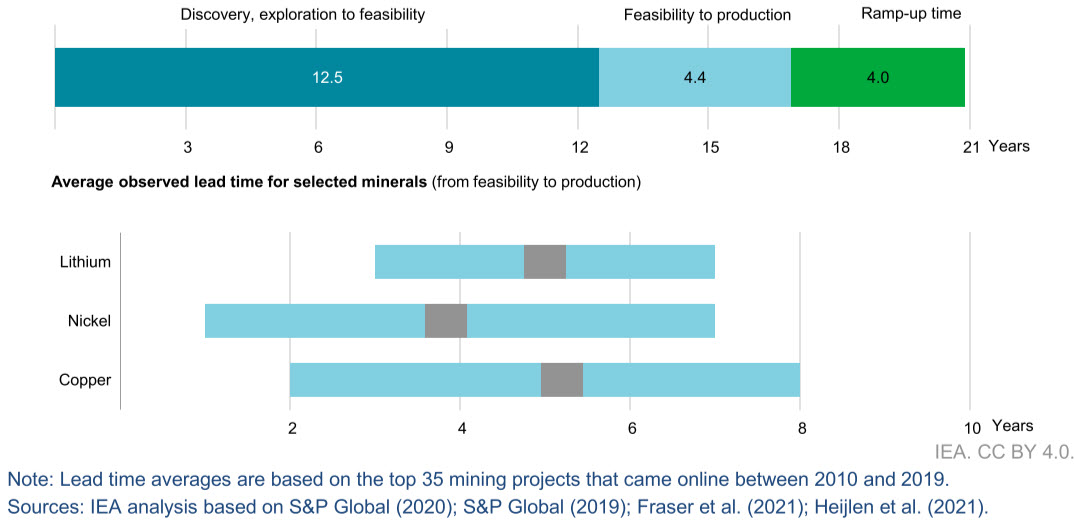 Discovery, exploration to feasibility Feasibility to production Ramp-up time
12.5 4.4 4.0
3 6 9 12 15 18 21 Years
Average observed lead time for selected minerals (from feasibility to production)
Lithium
Nickel
Copper
2 4 6 8 10 Years
IEA. CC BY 4.0.
Note: Lead time averages are based on the top 35 mining projects that came online between 2010 and 2019.
Sources: IEA analysis based on S&P Global (2020); S&P Global (2019); Fraser et al. (2021); Heijlen et al. (2021).